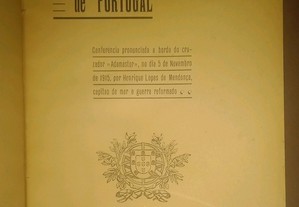 de PORTUGAL
Conferencia pronunciada a bordo do cru-
zador «Adamastor», no dia 5 de Novembro
de 1915, por Henrique Lopes de Mendonça,
capitão de mar e guerra reformado